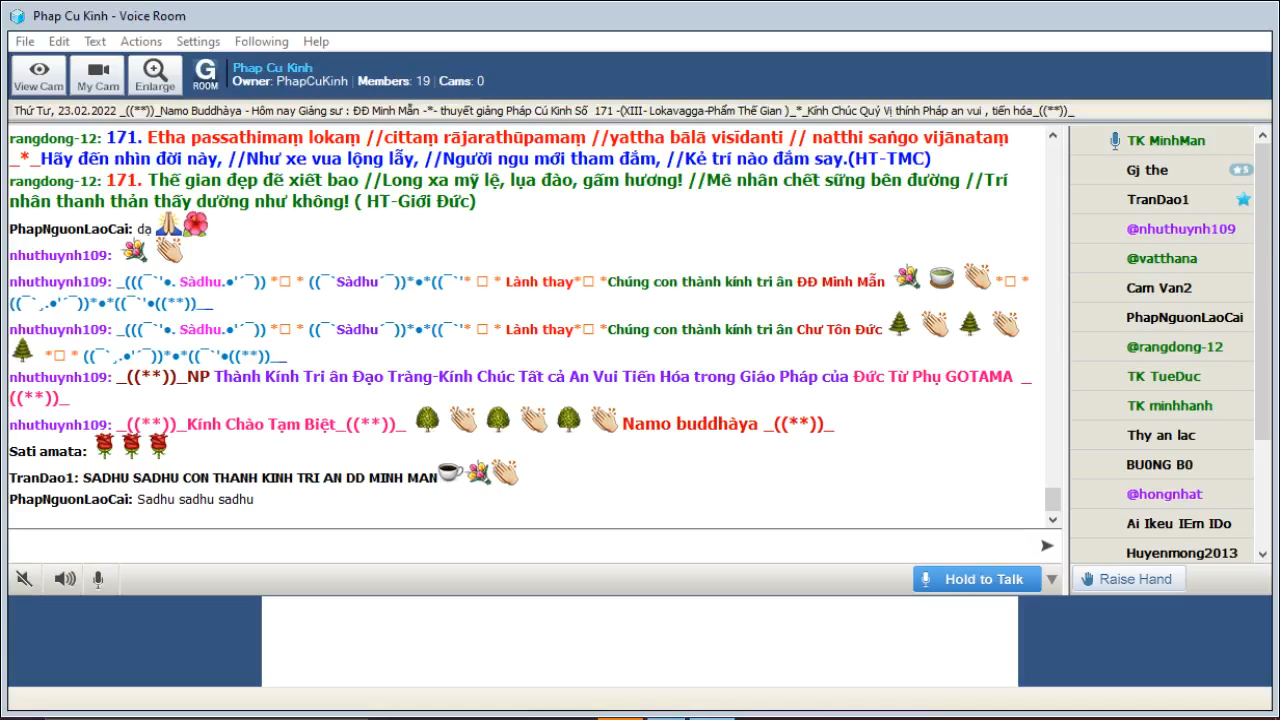 Phap Cu Kinh - Voice Room
File Edit Text Actions Settings Following Help
View Cam My Cam Enlarge G ROOM
Phap Cu Kinh
Owner: PhapCuKinh Members: 19 Cams: 0
Thứ Tư, 23.02.2022 _((**))_Namo Buddhàya - Hôm nay Giảng sư : ĐĐ Minh Mẫn -*- thuyết giảng Pháp Cú Kinh Số 171 -(XIII- Lokavagga-Phẩm Thế Gian )_*_Kính Chúc Quý Vị thính Pháp an vui , tiến hóa_((**))_
rangdong-12: 171. Etha passathimaṃ lokaṃ //cittaṃ rājarathūpamaṃ //yattha bālā visīdanti // natthi saṅgo vijānataṃ
_*_Hãy đến nhìn đời này, //Như xe vua lộng lẫy, //Người ngu mới tham đắm, //Kẻ trí nào đắm say.(HT-TMC)
rangdong-12: 171. Thế gian đẹp đẽ xiết bao //Long xa mỹ lệ, lụa đào, gấm hương! //Mê nhân chết sững bên đường //Trí
nhân thanh thản thấy dường như không! ( HT-Giới Đức)
PhapNguonLaoCai: dạ
nhuthuynh109:
nhuthuynh109: _(((¯`'•. Sàdhu.•'´¯)) *□ * ((¯`Sàdhu´¯))*•*((¯`'* □ * Lành thay*□ *Chúng con thành kính tri ân ĐĐ Minh Mẫn *□ *
((¯`¸.•'´¯))*•*((¯`'•((**))__
nhuthuynh109: _(((¯`'•. Sàdhu.•'´¯)) *□ * ((¯`Sàdhu´¯))*•*((¯`'* □ * Lành thay*□ *Chúng con thành kính tri ân Chư Tôn Đức
*□ * ((¯`¸.•'´¯))*•*((¯`'•((**))__
nhuthuynh109: _((**))_NP Thành Kính Tri ân Đạo Tràng-Kính Chúc Tất cả An Vui Tiến Hóa trong Giáo Pháp của Đức Từ Phụ GOTAMA _
((**))_
nhuthuynh109: _((**))_Kính Chào Tạm Biệt_((**))_ Namo buddhàya _((**))_
Sati amata:
TranDao1: SADHU SADHU CON THANH KINH TRI AN DD MINH MAN
PhapNguonLaoCai: Sadhu sadhu sadhu
TK MinhMan
Gj the
5
TranDao1
@nhuthuynh109
@vatthana
Cam Van2
PhapNguonLaoCai
@rangdong-12
TK TueDuc
TK minhhanh
Thy an lac
BU0NG B0
@hongnhat
Ai Ikeu IEm IDo
Huyenmong2013
Hold to Talk
Raise Hand